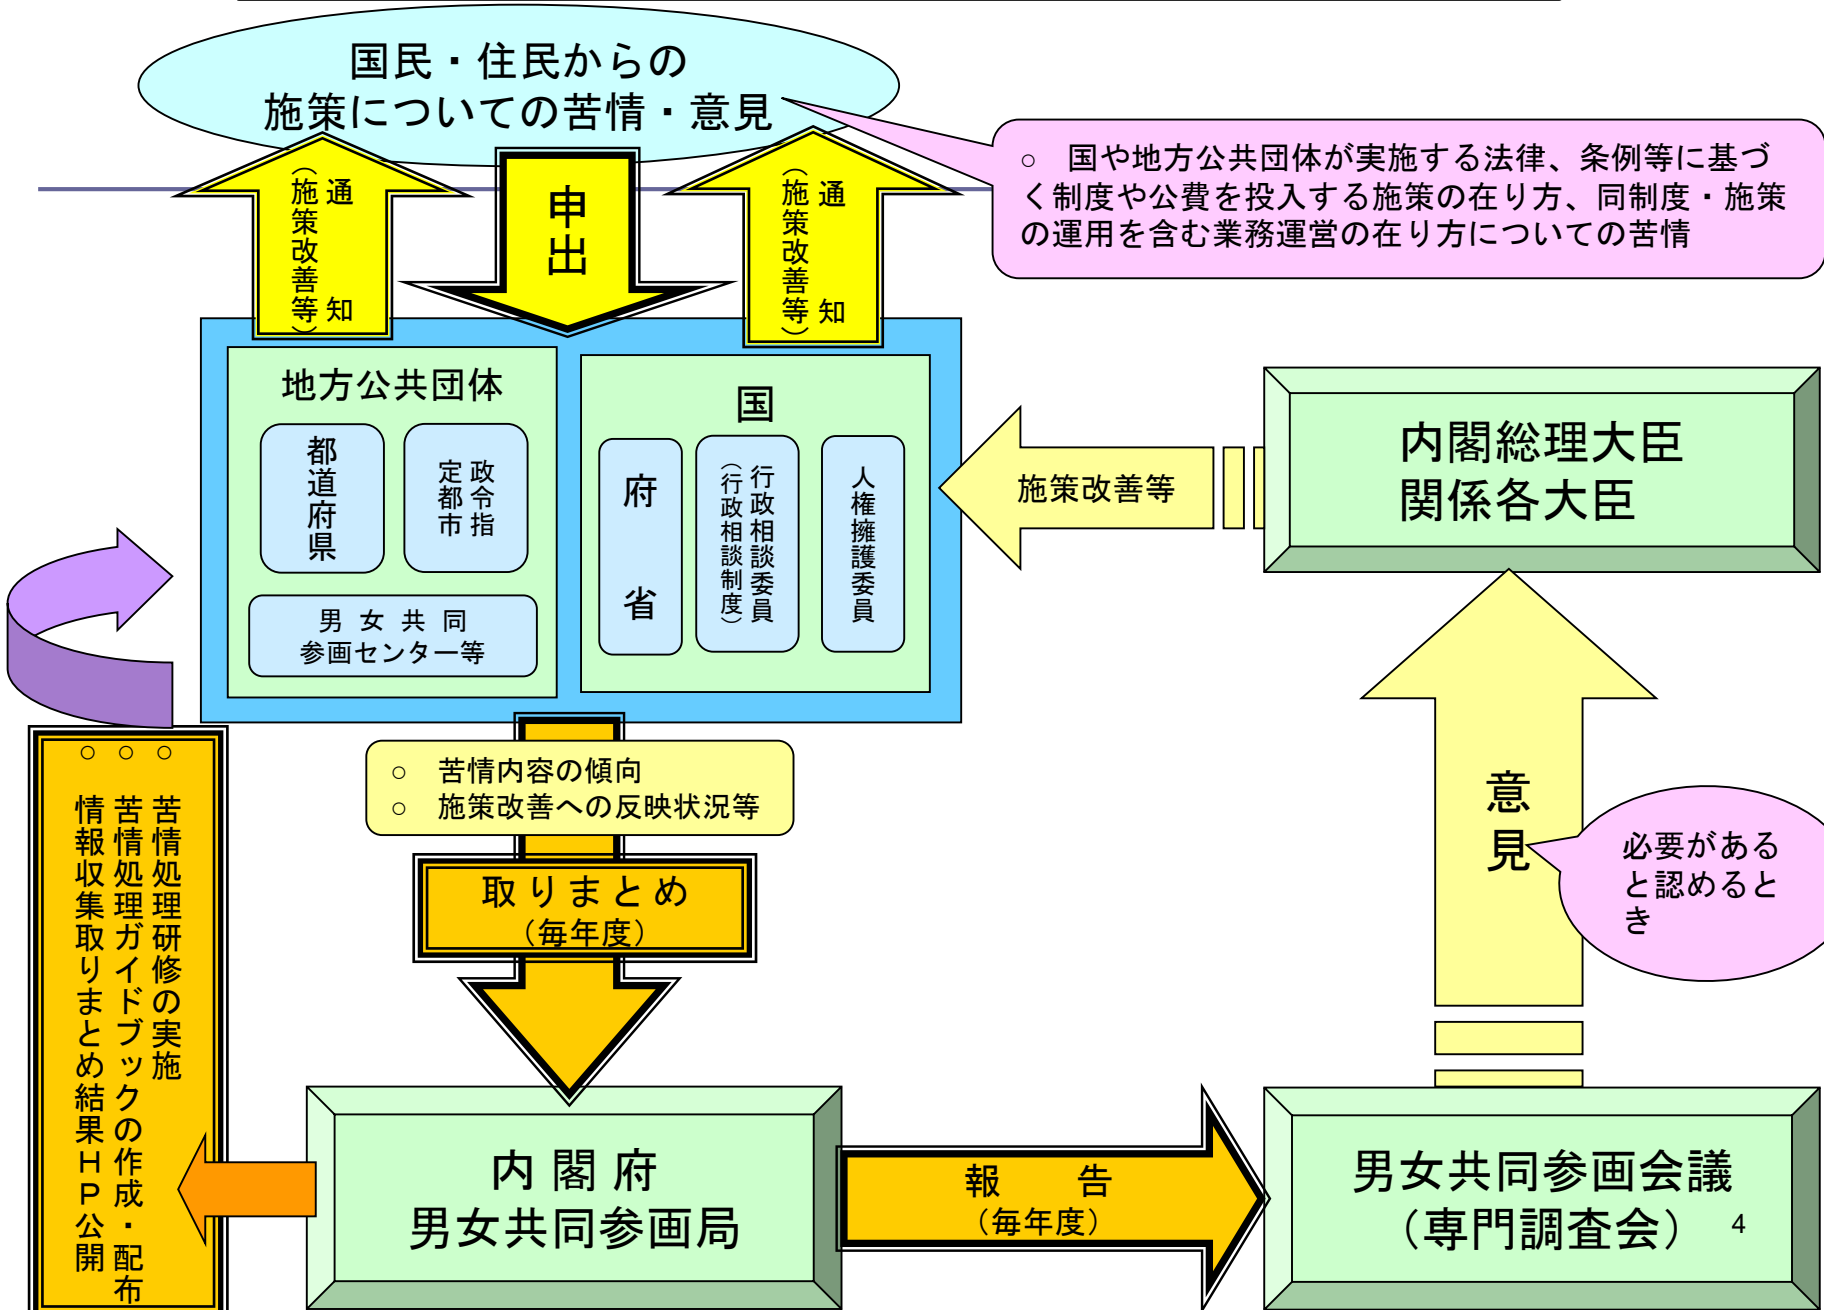 国民・住民からの
施策についての苦情・意見
○　国や地方公共団体が実施する法律、条例等に基づ
く制度や公費を投入する施策の在り方、同制度・施策
の運用を含む業務運営の在り方についての苦情
通　知
（施策改善等）
申出
通　知
（施策改善等）
地方公共団体
都道府県
政令指
定都市
男 女 共 同
参画センター等
国
府　省
行政相談委員
（行政相談制度）
人権擁護委員
施策改善等
内閣総理大臣
関係各大臣
○　苦情内容の傾向
○　施策改善への反映状況等
取りまとめ
（毎年度）
○　苦情処理研修の実施
○　苦情処理ガイドブックの作成・配布
○　情報収集取りまとめ結果ＨＰ公開
意見
必要がある
と認めると
き
内 閣 府
男女共同参画局
報　告
（毎年度）
男女共同参画会議
（専門調査会）
4